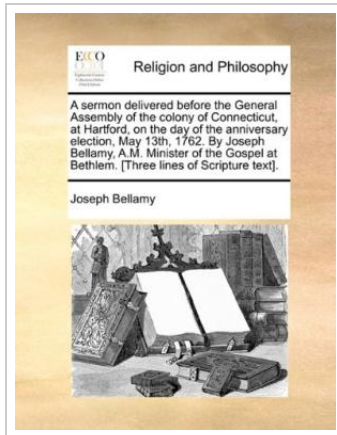 ECCO
Religion and Philosophy
A sermon delivered before the General
Assembly of the colony of Connecticut,
at Hartford, on the day of the anniversary
election, May 13th, 1762. By Joseph
Bellamy, A.M. Minister of the Gospel at
Bethlem. [Three lines of Scripture text].
Joseph Bellamy